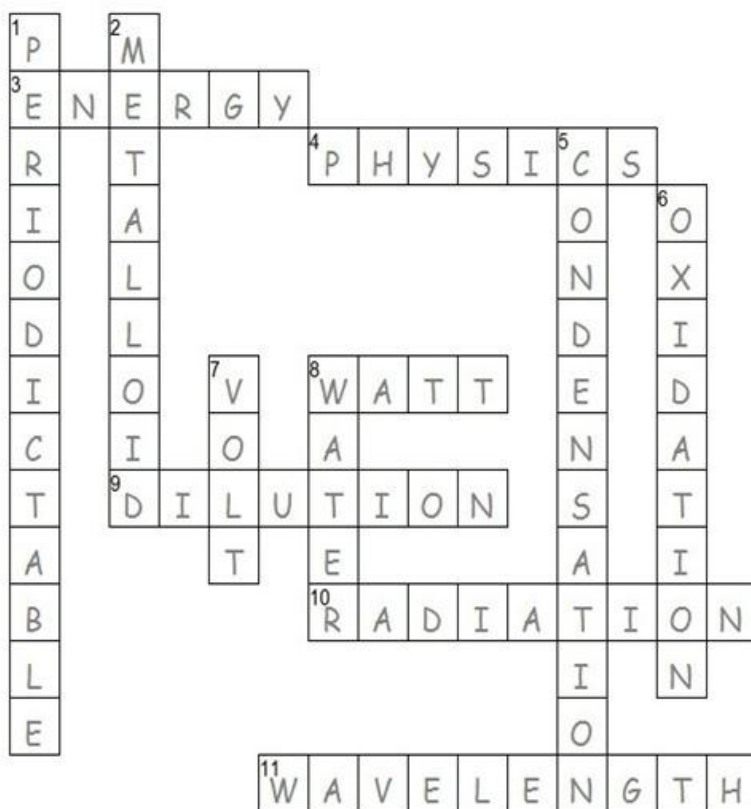 1 P 2 M
3 E N E R G Y
R T 4 P H Y S I 5 C S
I A O 6 O
O L N X
D L D I
I O 7 V 8 W A T T E D
C I O A N A
T 9 D I L U T I O N S T
A T E A I
B 10 R A D I A T I O N
L I N
E O
11 W A V E L E N G T H